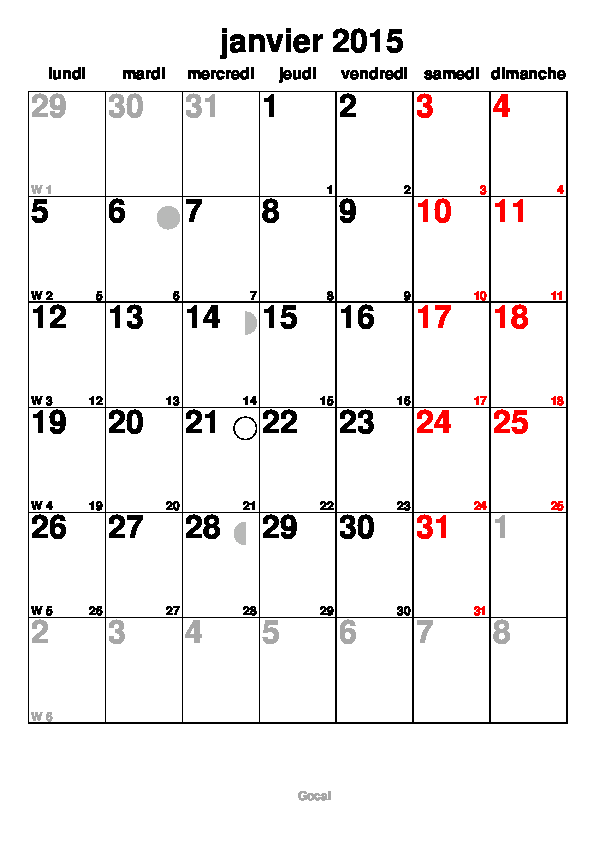 janvier 2015
lundi mardi mercredi jeudi vendredi samedi dimanche
29 30 31 1 2 3 4
W 1 1 2 3 4
5 6 7 8 9 10 11
W 2 5 6 7 8 9 10 11
12 13 14 15 16 17 18
W 3 12 13 14 15 16 17 18
19 20 21 22 23 24 25
W 4 19 20 21 22 23 24 25
26 27 28 29 30 31 1
W 5 26 27 28 29 30 31
2 3 4 5 6 7 8
W 6
Gocal